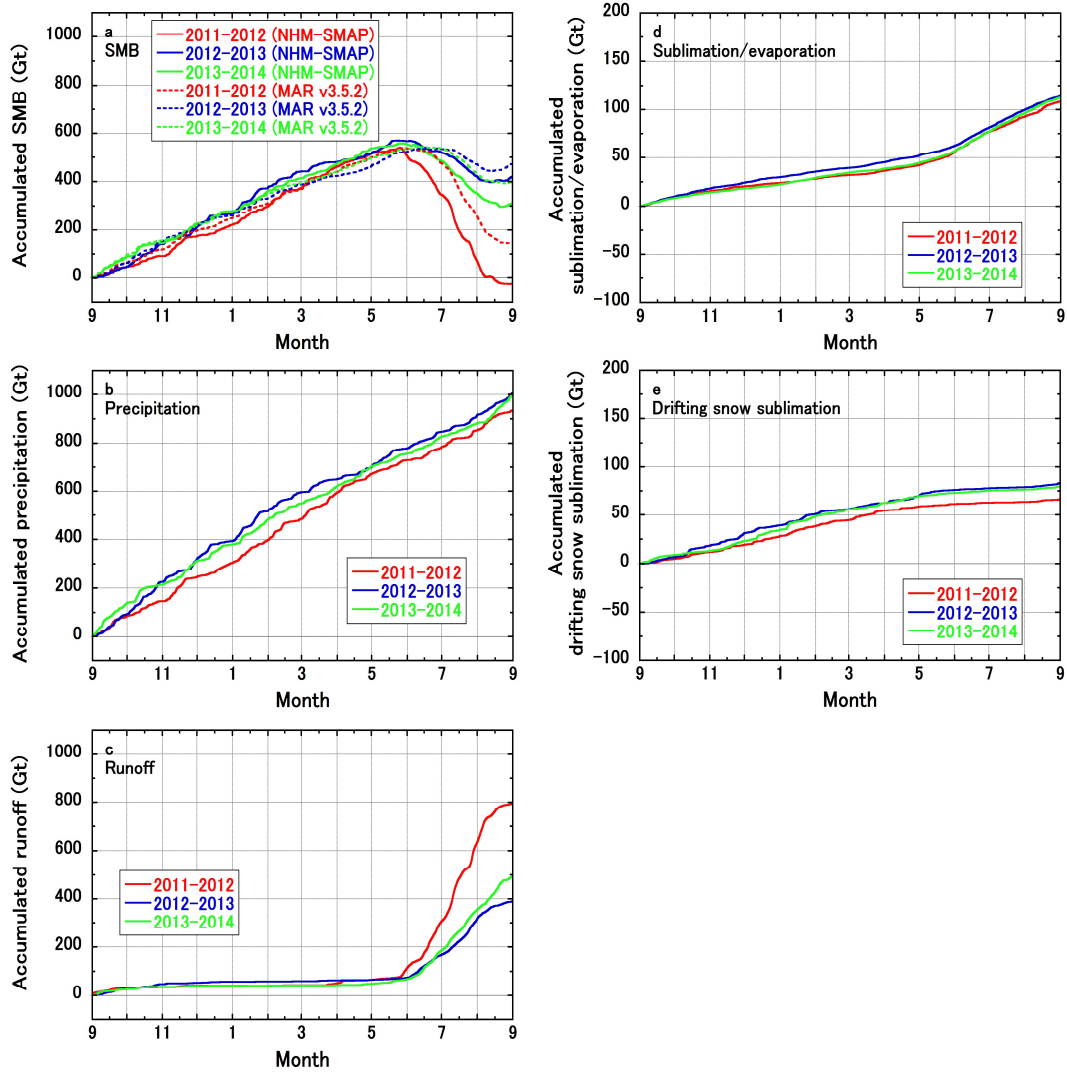 a
SMB
2011-2012 (NHM-SMAP)
2012-2013 (NHM-SMAP)
2013-2014 (NHM-SMAP)
2011-2012 (MAR v3.5.2)
2012-2013 (MAR v3.5.2)
2013-2014 (MAR v3.5.2)
Accumulated SMB (Gt)
1000
800
600
400
200
0
9 11 1 3 5 7 9
Month
b
Precipitation
Accumulated precipitation (Gt)
1000
800
600
400
200
0
2011-2012
2012-2013
2013-2014
9 11 1 3 5 7 9
Month
c
Runoff
Accumulated runoff (Gt)
1000
800
600
400
200
0
2011-2012
2012-2013
2013-2014
9 11 1 3 5 7 9
Month
d
Sublimation/evaporation
Accumulated
sublimation/evaporation (Gt)
200
150
100
50
0
-50
-100
2011-2012
2012-2013
2013-2014
9 11 1 3 5 7 9
Month
e
Drifting snow sublimation
Accumulated
drifting snow sublimation (Gt)
200
150
100
50
0
-50
-100
2011-2012
2012-2013
2013-2014
9 11 1 3 5 7 9
Month